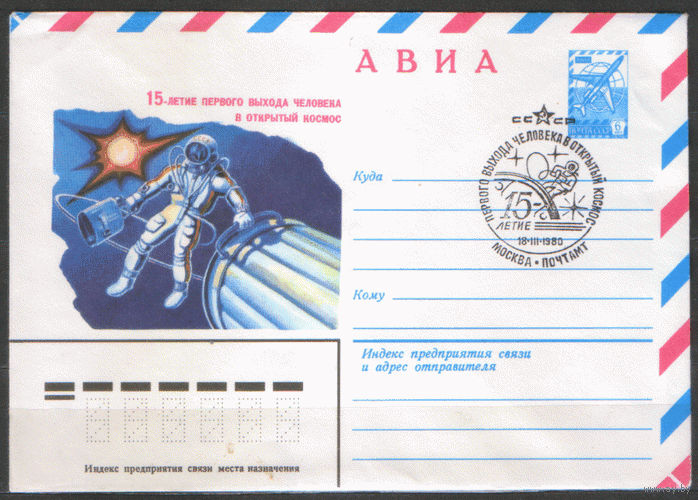 АВИА
15-ЛЕТИЕ ПЕРВОГО ВЫХОДА ЧЕЛОВЕКА
В ОТКРЫТЫЙ КОСМОС
ПОЧТА СССР 6
СССР
ПЕРВОГО ВЫХОДА ЧЕЛОВЕКА В ОТКРЫТЫЙ КОСМОС
15-
ЛЕТИЕ
18•III•1980
МОСКВА • ПОЧТАМТ
Куда
Кому
Индекс предприятия связи
и адрес отправителя
Индекс предприятия связи места назначения